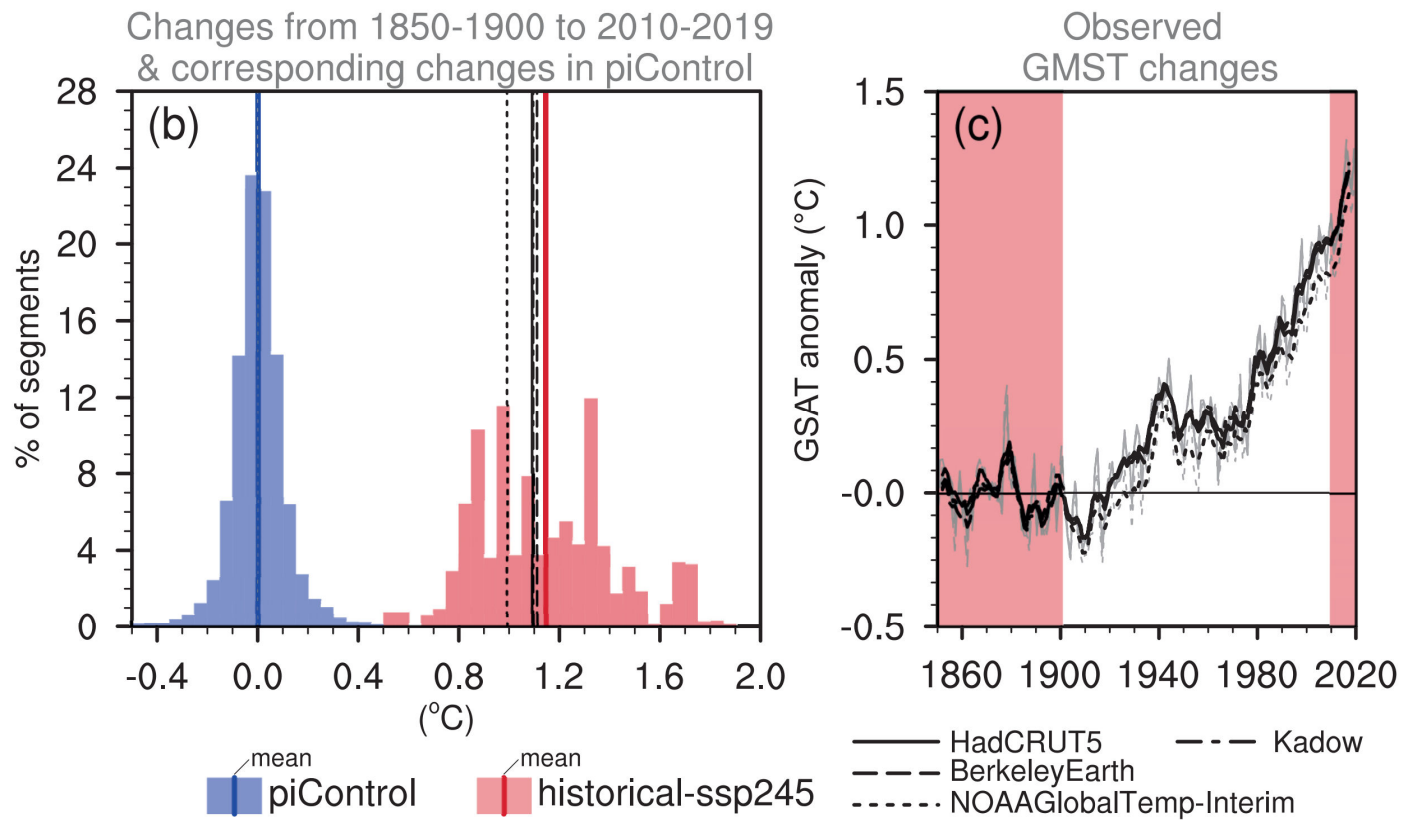 Changes from 1850-1900 to 2010-2019
& corresponding changes in piControl
(b)
% of segments
28
24
20
16
12
8
4
0
-0.4 0.0 0.4 0.8 1.2 1.6 2.0
(°C)
mean
piControl
mean
historical-ssp245
Observed
GMST changes
(c)
GSAT anomaly (°C)
1.5
1.0
0.5
-0.0
-0.5
1860 1900 1940 1980 2020
HadCRUT5
Kadow
BerkeleyEarth
NOAAGlobalTemp-Interim